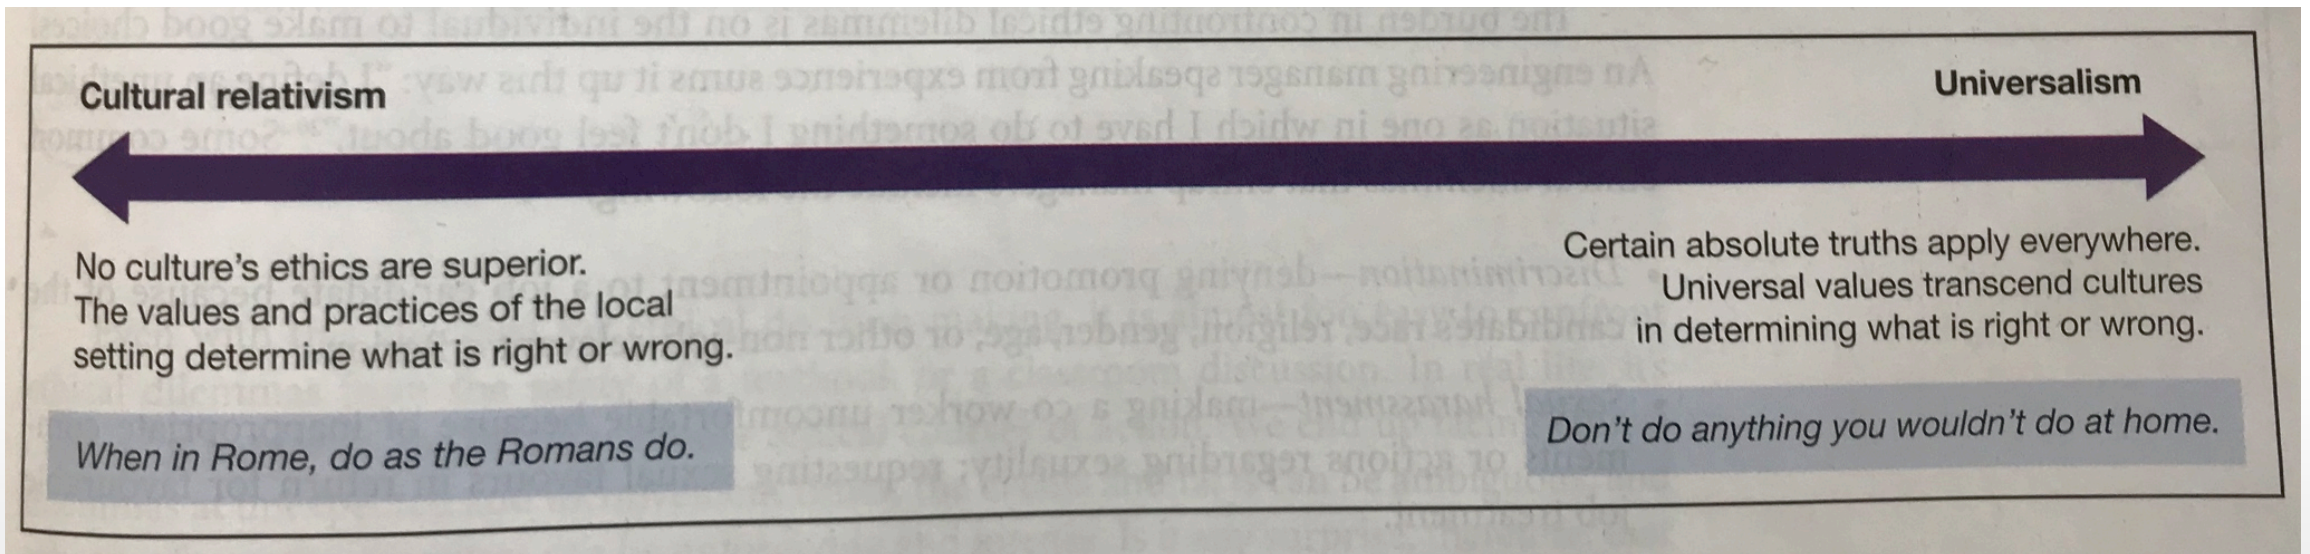 Cultural relativism
Universalism
No culture's ethics are superior.
The values and practices of the local
setting determine what is right or wrong.
When in Rome, do as the Romans do.
Certain absolute truths apply everywhere.
Universal values transcend cultures
in determining what is right or wrong.
Don't do anything you wouldn't do at home.